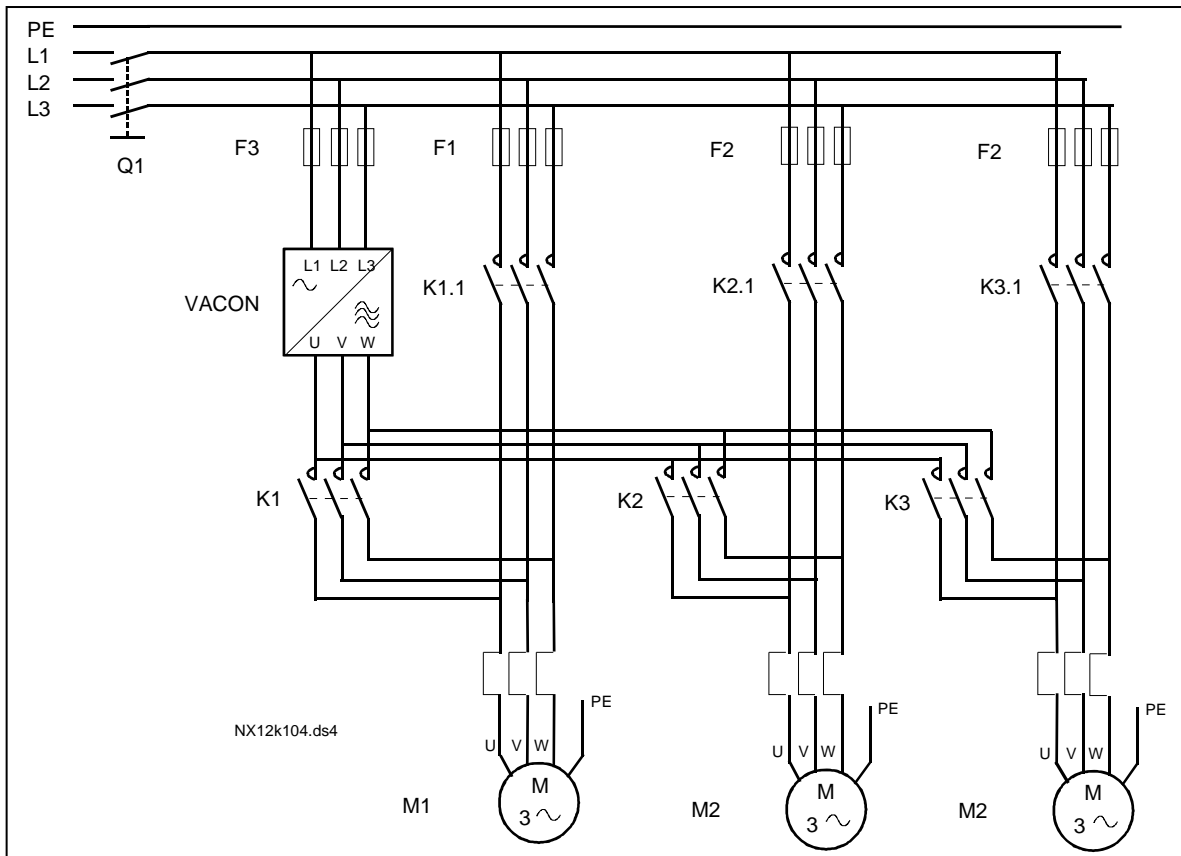 PE
L1
L2
L3
Q1
F3
F1
F2
F2
L1 L2 L3
VACON
U V W
K1.1
K2.1
K3.1
K1
K2
K3
PE
PE
PE
NX12k104.ds4
U V W
U V W
U V W
M1
M
3
M2
M
3
M2
M
3